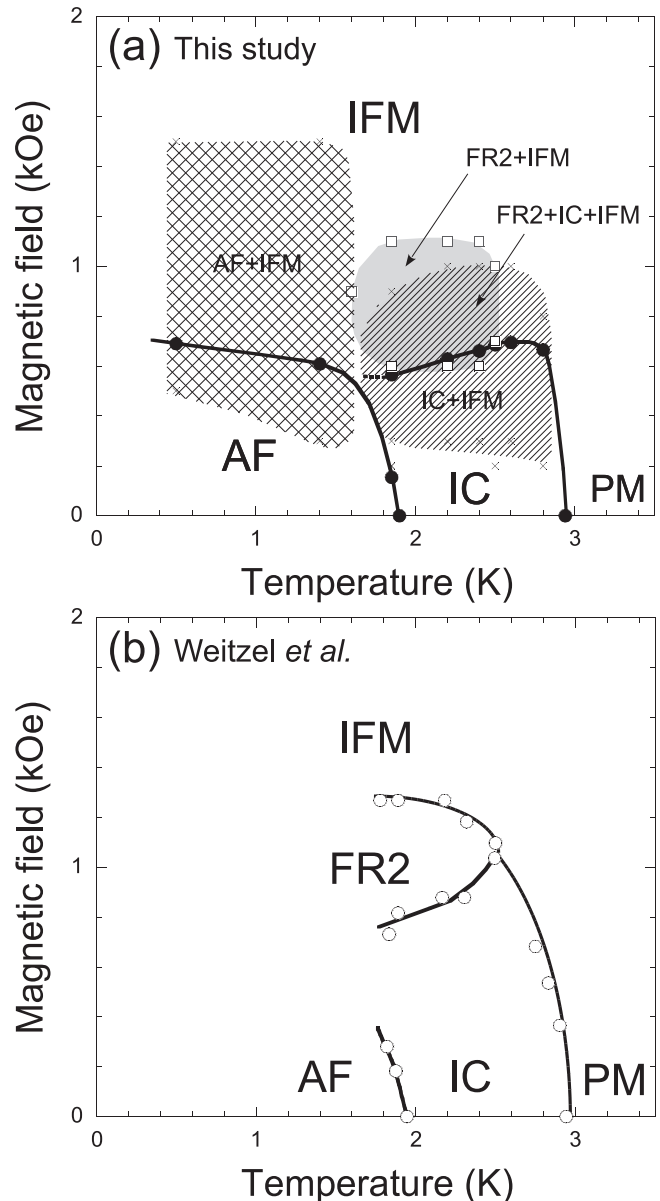 (a) This study
2
IFM
FR2+IFM
FR2+IC+IFM
AF+IFM
1
IC+IFM
AF
IC
PM
0
0
1
2
3
Magnetic field (kOe)
Temperature (K)
(b) Weitzel et al.
2
IFM
1
FR2
AF
IC
PM
0
0
1
2
3
Magnetic field (kOe)
Temperature (K)